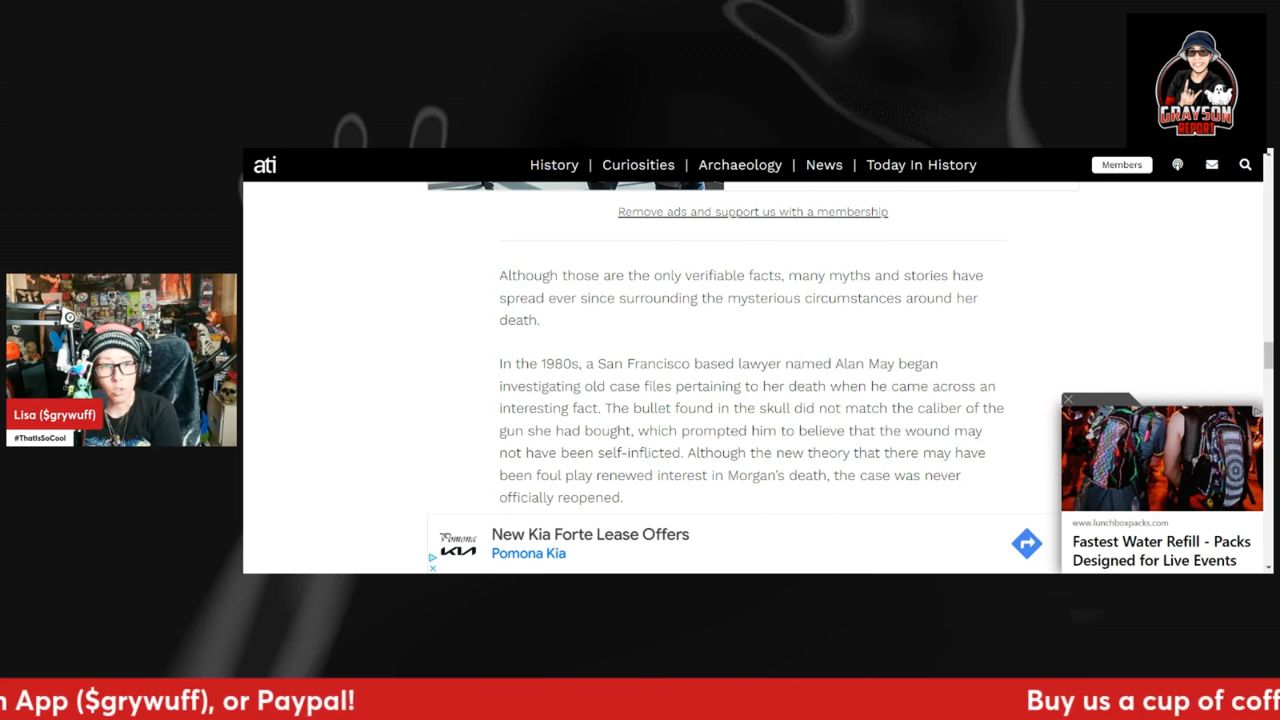 GRAYSON
REPORT
ati
History | Curiosities | Archaeology | News | Today In History
Members
Remove ads and support us with a membership
Although those are the only verifiable facts, many myths and stories have
spread ever since surrounding the mysterious circumstances around her
death.
In the 1980s, a San Francisco based lawyer named Alan May began
investigating old case files pertaining to her death when he came across an
interesting fact. The bullet found in the skull did not match the caliber of the
gun she had bought, which prompted him to believe that the wound may
not have been self-inflicted. Although the new theory that there may have
been foul play renewed interest in Morgan's death, the case was never
officially reopened.
Lisa ($grywuff)
#ThatIsSoCool
www.lunchboxpacks.com
Fastest Water Refill - Packs
Designed for Live Events
Pomona
KIA
New Kia Forte Lease Offers
Pomona Kia
n App ($grywuff), or Paypal!
Buy us a cup of coff